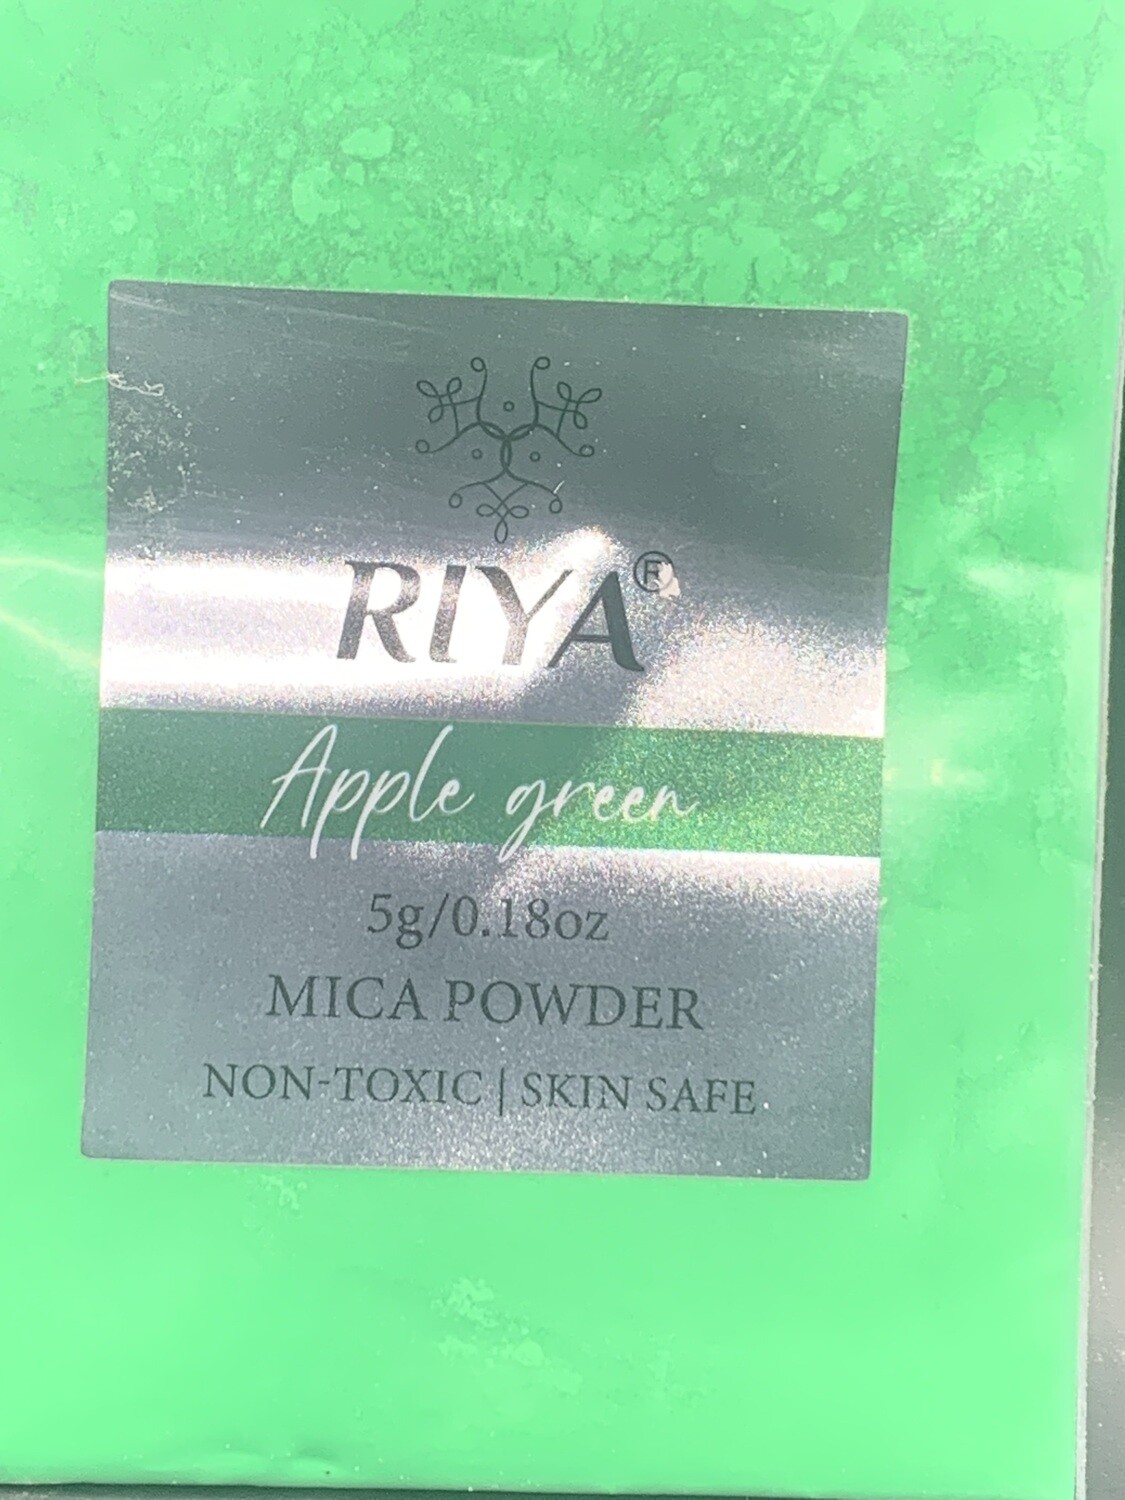 RIYA®
Apple green
5g/0.18oz
MICA POWDER
NON-TOXIC | SKIN SAFE